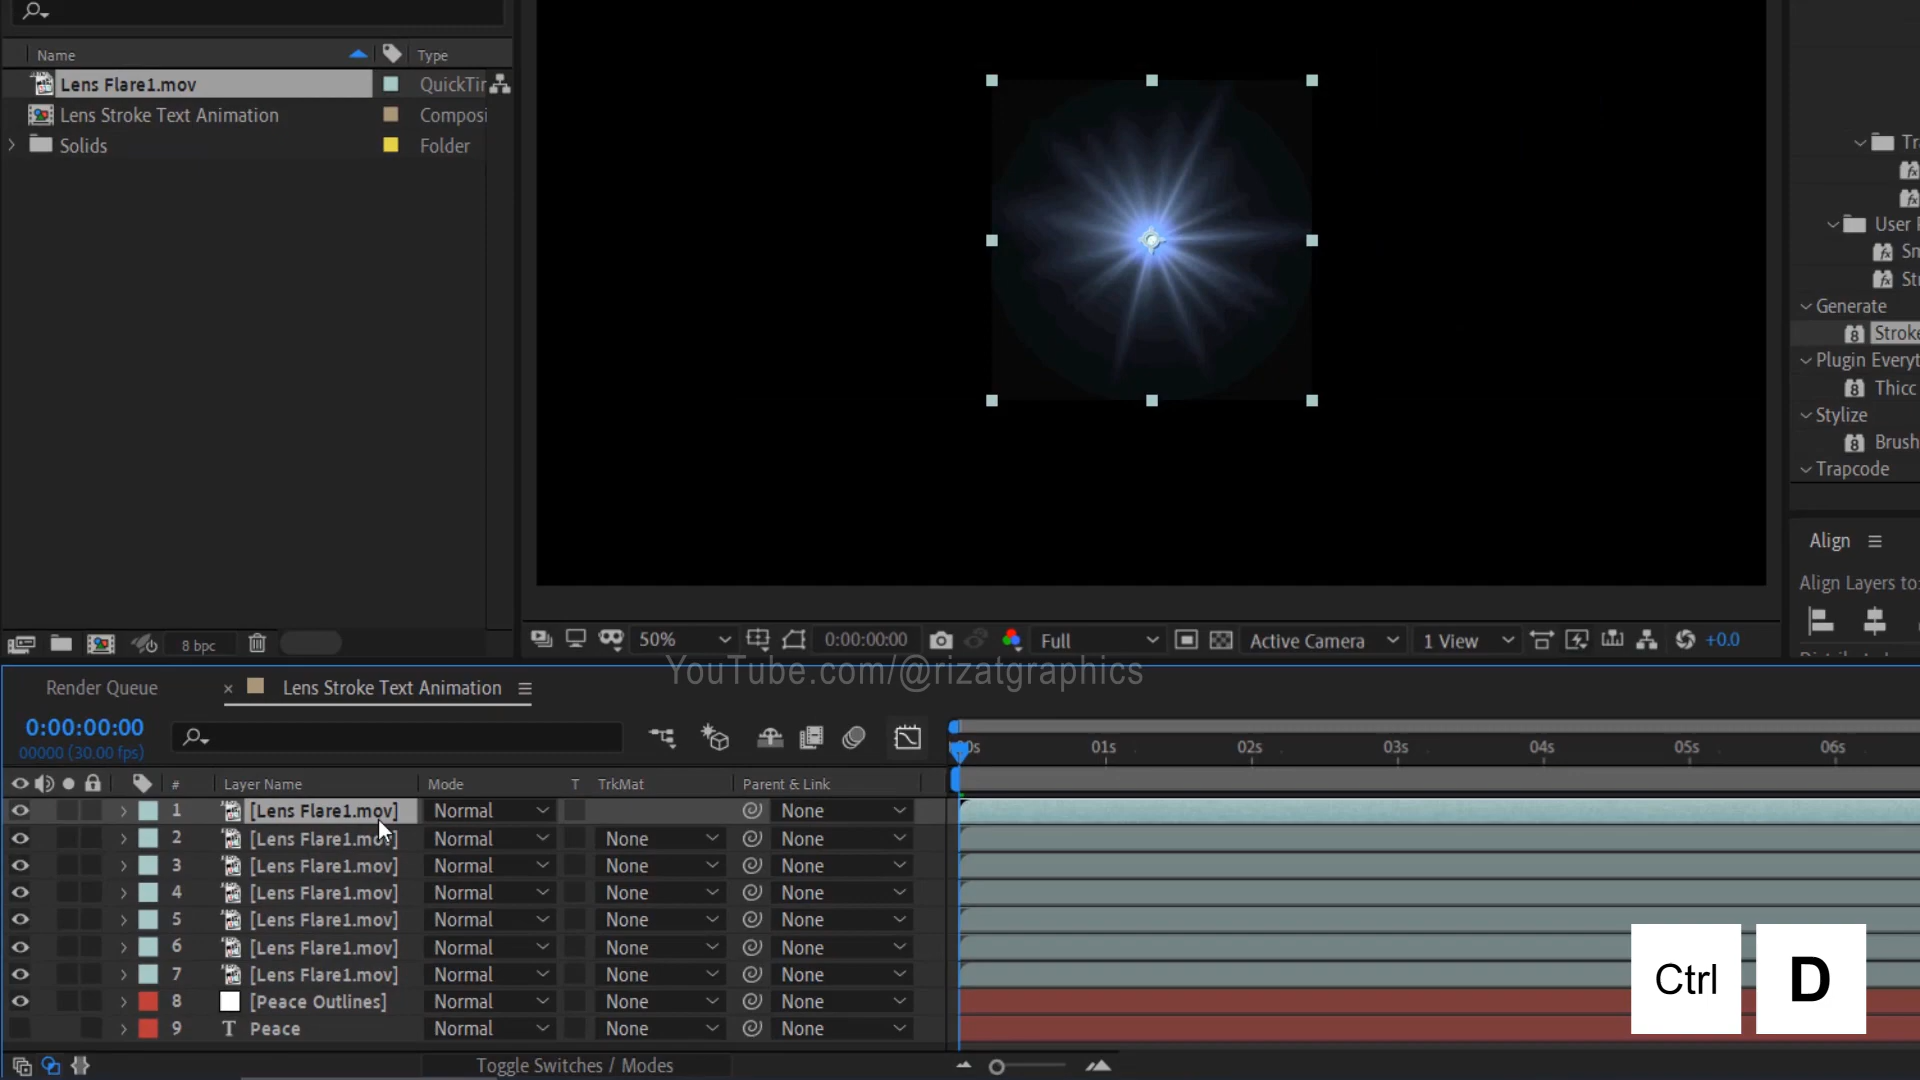 Name Type
Lens Flare1.mov QuickTir
Lens Stroke Text Animation Composi
Solids Folder
Tr
User
Sm
Str
Generate
8 Stroke
Plugin Everyt
8 Thicc
Stylize
8 Brush
Trapcode
Align
Align Layers to:
8 bpc
50% 0:00:00:00 Full Active Camera 1 View +0.0
YouTube.com/@rizatgraphics
Render Queue × Lens Stroke Text Animation
0:00:00:00
00000 (30.00 fps)
00s 01s 02s 03s 04s 05s 06s
# Layer Name Mode T TrkMat Parent & Link
1 [Lens Flare1.mov] Normal None
2 [Lens Flare1.mov] Normal None None
3 [Lens Flare1.mov] Normal None None
4 [Lens Flare1.mov] Normal None None
5 [Lens Flare1.mov] Normal None None
6 [Lens Flare1.mov] Normal None None
7 [Lens Flare1.mov] Normal None None
8 [Peace Outlines] Normal None None
9 T Peace Normal None None
Ctrl D
Toggle Switches / Modes